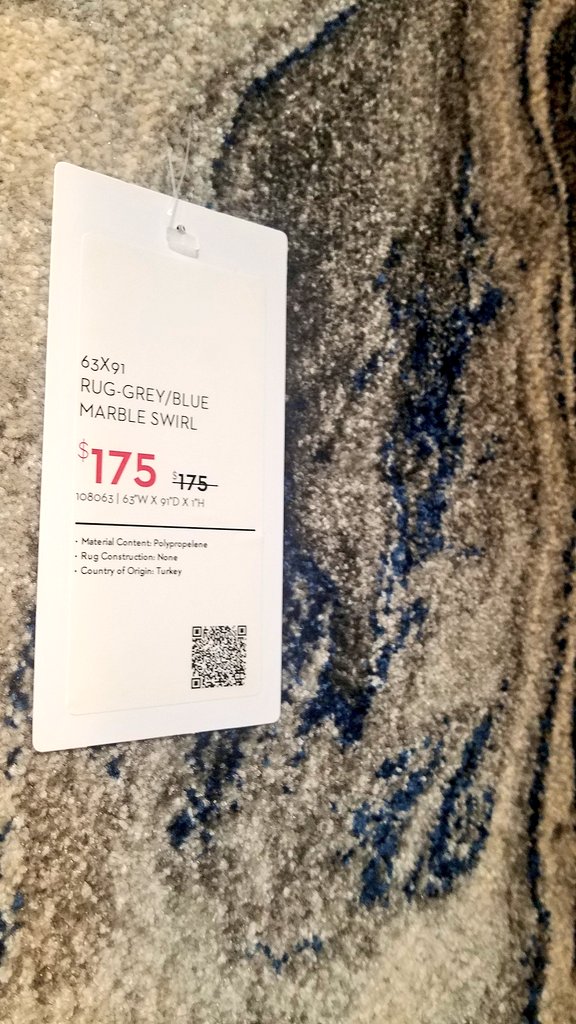 63X91
RUG-GREY/BLUE
MARBLE SWIRL
$175 $175
108063 | 63"W X 91"D X 1"H
• Material Content: Polypropelene
• Rug Construction: None
• Country of Origin: Turkey